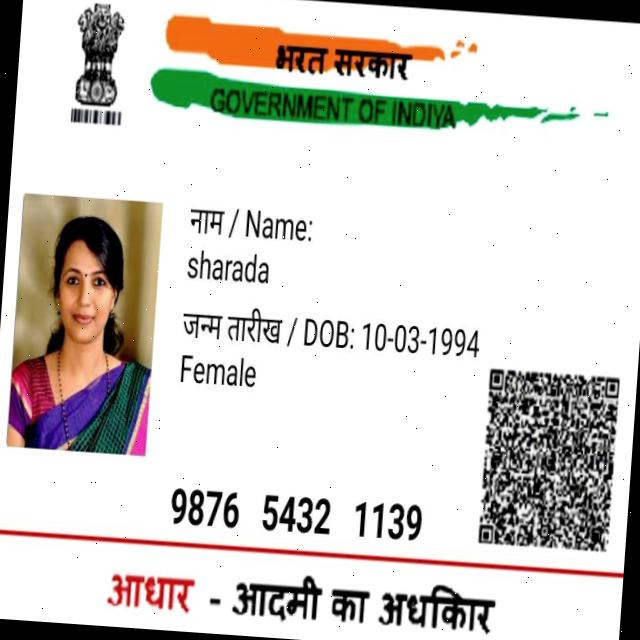 भरत सरकार
GOVERNMENT OF INDIYA
नाम / Name:
sharada
जन्म तारीख / DOB: 10-03-1994
Female
9876 5432 1139
आधार - आदमी का अधकिार